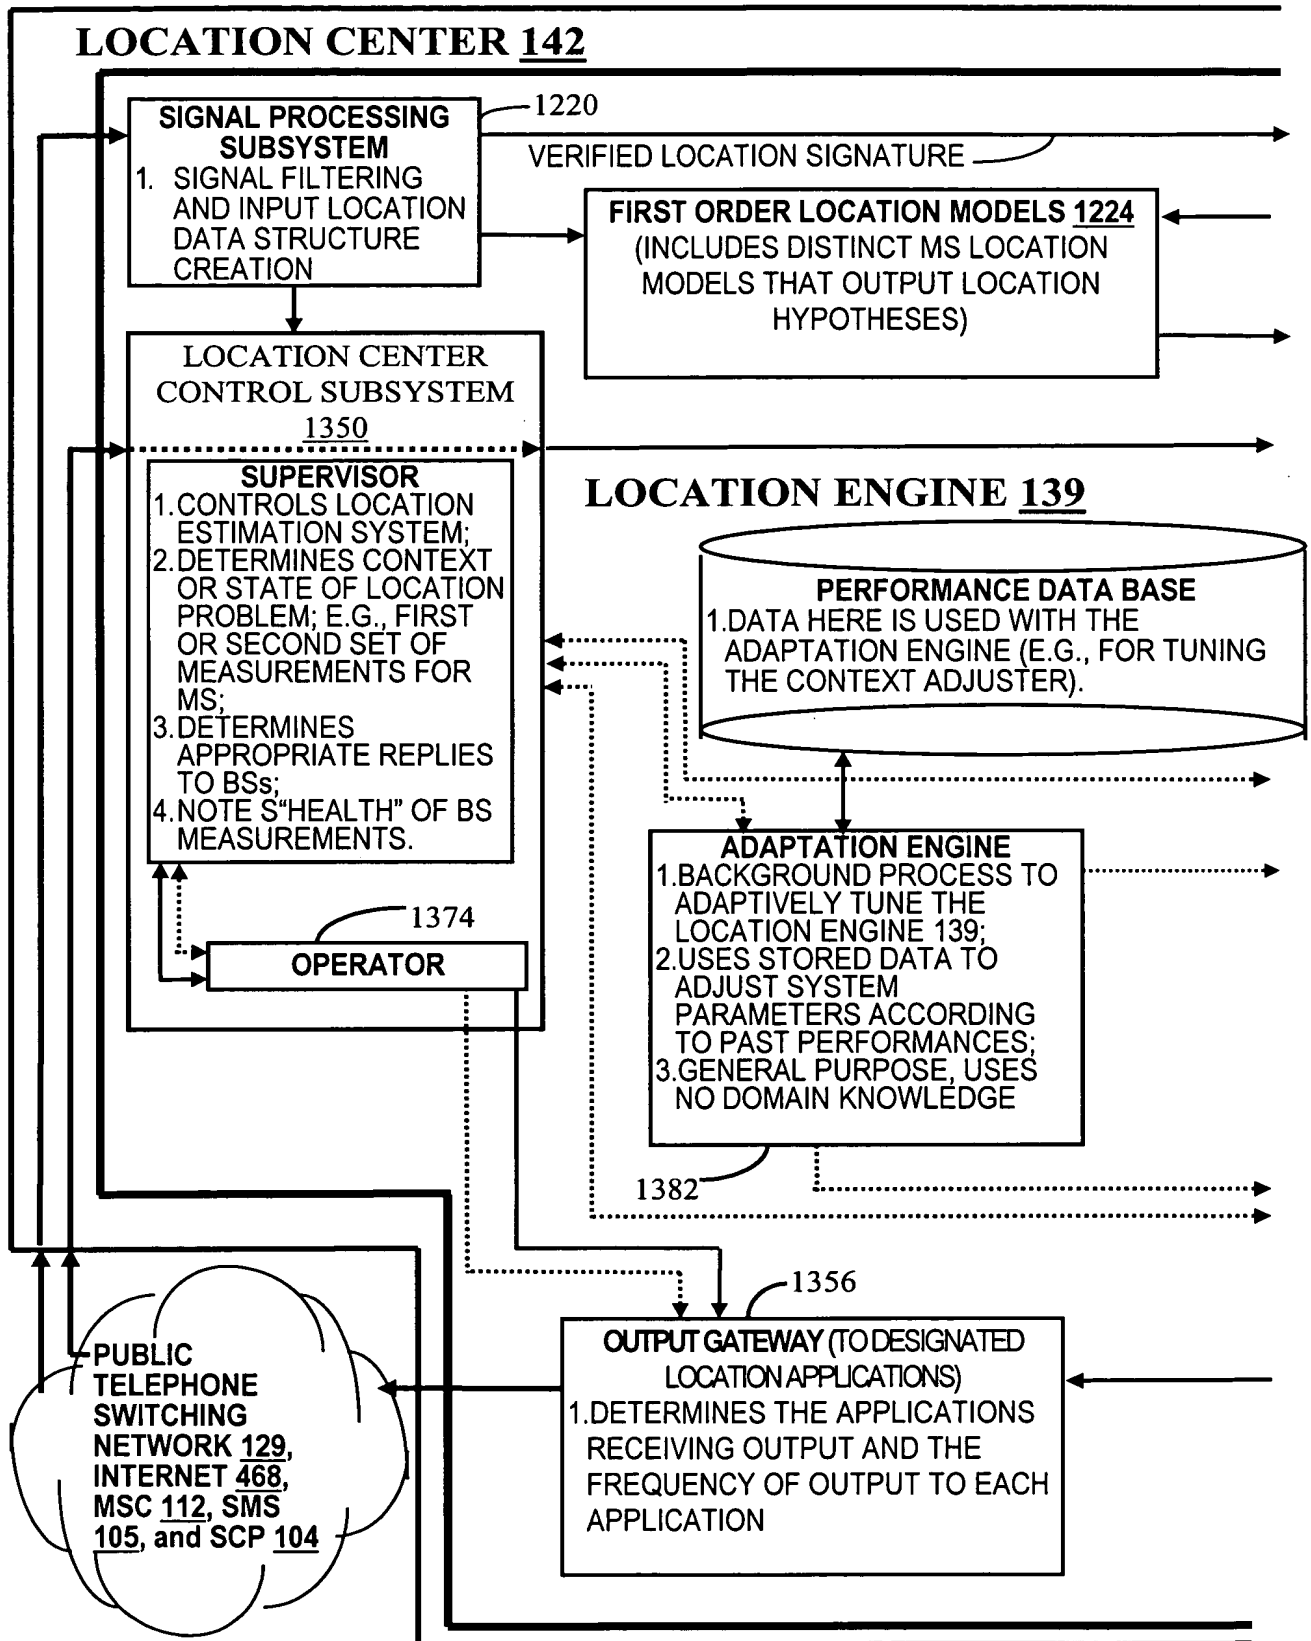 LOCATION CENTER 142
SIGNAL PROCESSING
SUBSYSTEM
1. SIGNAL FILTERING
AND INPUT LOCATION
DATA STRUCTURE
CREATION
1220
VERIFIED LOCATION SIGNATURE
FIRST ORDER LOCATION MODELS 1224
(INCLUDES DISTINCT MS LOCATION
MODELS THAT OUTPUT LOCATION
HYPOTHESES)
LOCATION CENTER
CONTROL SUBSYSTEM
1350
SUPERVISOR
1.CONTROLS LOCATION
ESTIMATION SYSTEM;
2.DETERMINES CONTEXT
OR STATE OF LOCATION
PROBLEM; E.G., FIRST
OR SECOND SET OF
MEASUREMENTS FOR
MS;
3.DETERMINES
APPROPRIATE REPLIES
TO BSs;
4.NOTE S“HEALTH” OF BS
MEASUREMENTS.
1374
OPERATOR
LOCATION ENGINE 139
PERFORMANCE DATA BASE
1.DATA HERE IS USED WITH THE
ADAPTATION ENGINE (E.G., FOR TUNING
THE CONTEXT ADJUSTER).
ADAPTATION ENGINE
1.BACKGROUND PROCESS TO
ADAPTIVELY TUNE THE
LOCATION ENGINE 139;
2.USES STORED DATA TO
ADJUST SYSTEM
PARAMETERS ACCORDING
TO PAST PERFORMANCES;
3.GENERAL PURPOSE, USES
NO DOMAIN KNOWLEDGE
1382
1356
OUTPUT GATEWAY (TO DESIGNATED
LOCATION APPLICATIONS)
1.DETERMINES THE APPLICATIONS
RECEIVING OUTPUT AND THE
FREQUENCY OF OUTPUT TO EACH
APPLICATION
PUBLIC
TELEPHONE
SWITCHING
NETWORK 129,
INTERNET 468,
MSC 112, SMS
105, and SCP 104